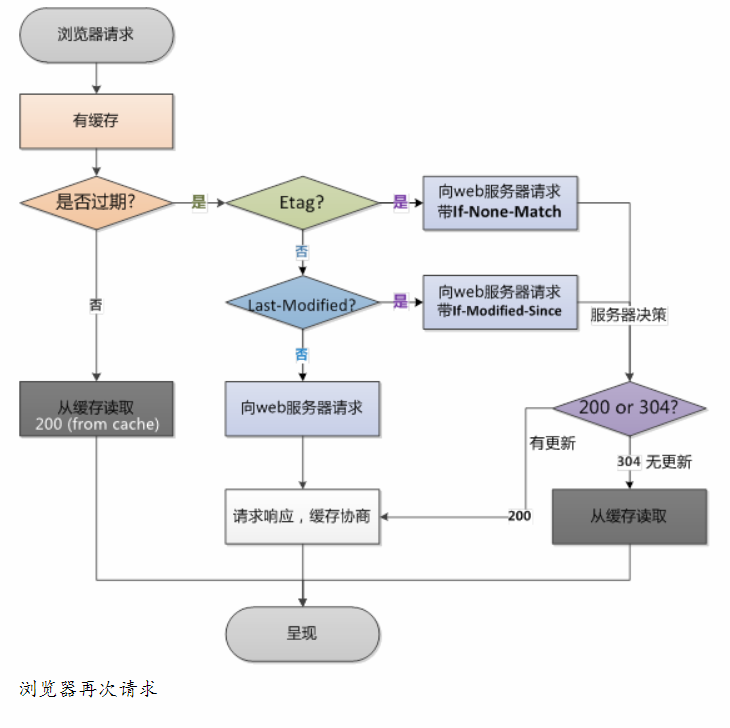 浏览器请求
有缓存
是否过期?
是
Etag?
是
向web服务器请求
带If-None-Match
否
否
Last-Modified?
是
向web服务器请求
带If-Modified-Since
服务器决策
否
从缓存读取
200 (from cache)
向web服务器请求
200 or 304?
有更新
304 无更新
请求响应，缓存协商
200
从缓存读取
呈现
浏览器再次请求